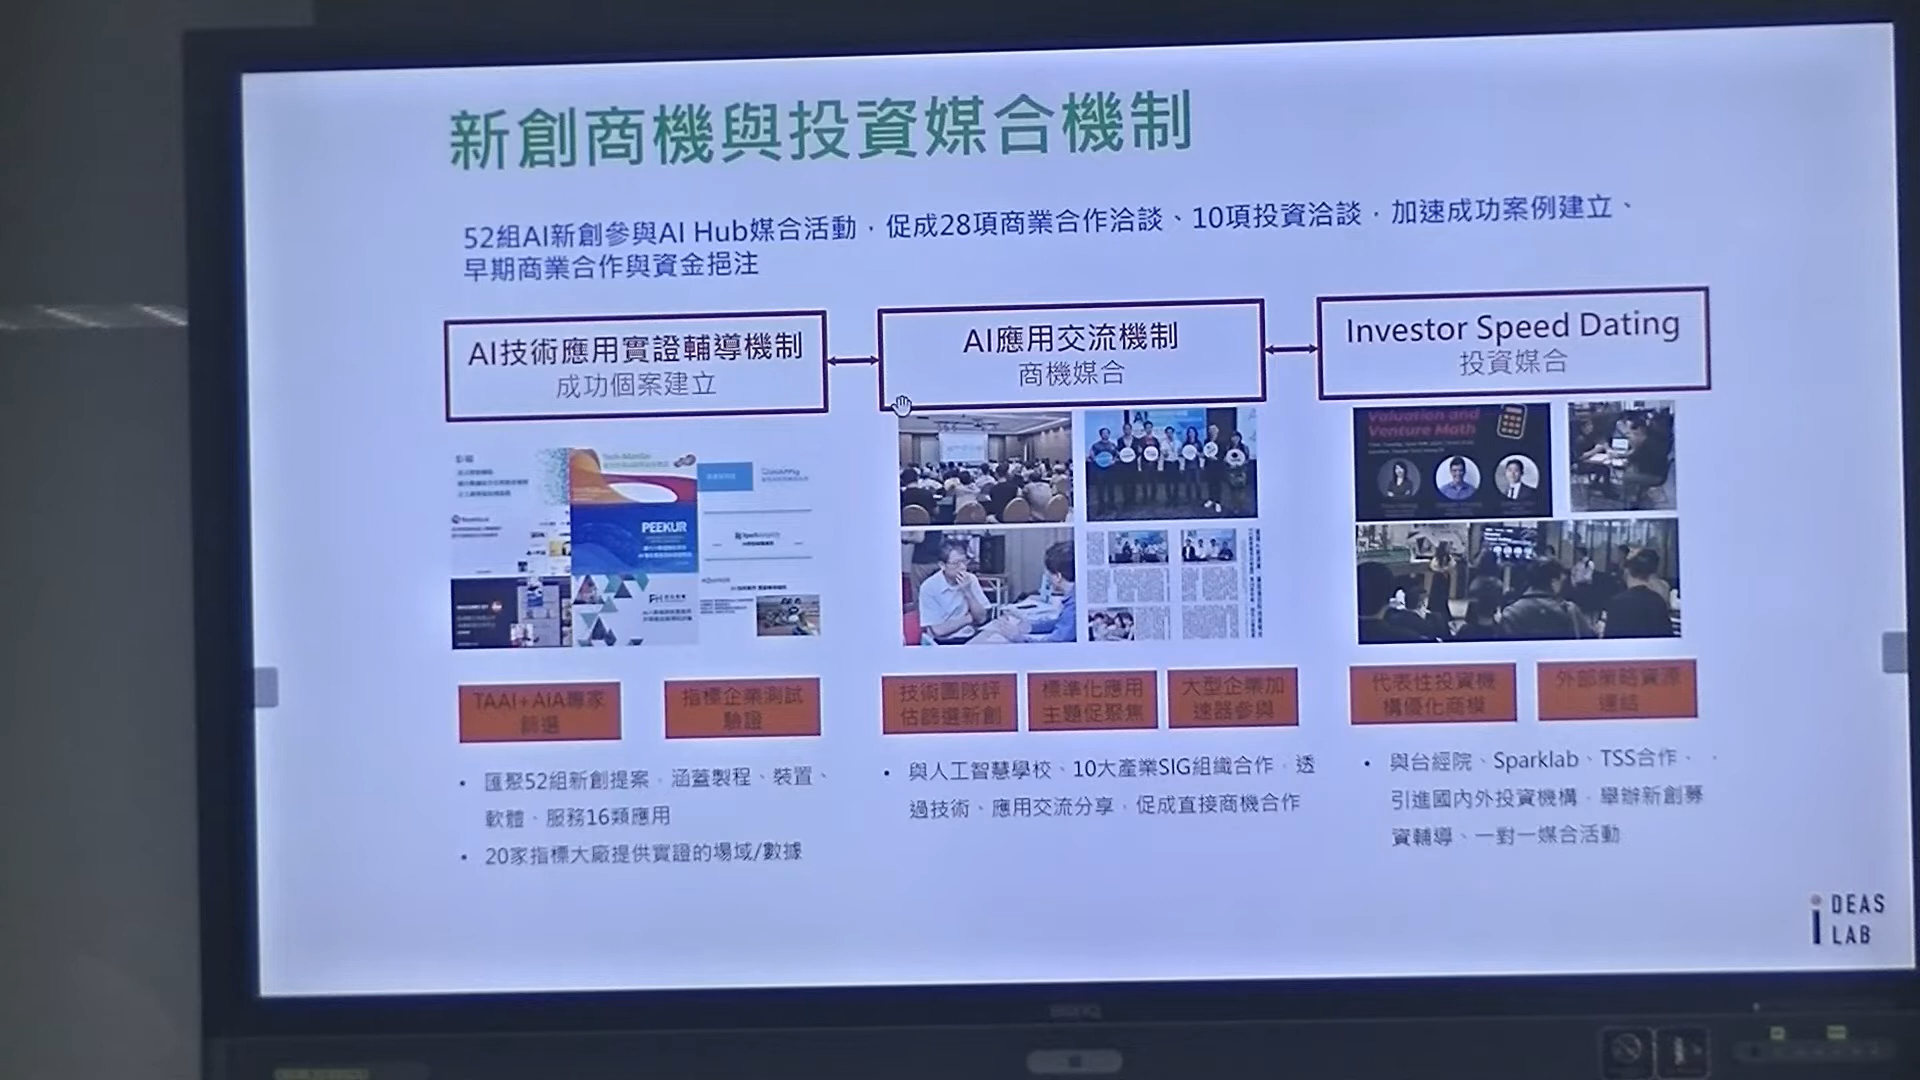 新創商機與投資媒合機制
52組AI新創參與AI Hub媒合活動，促成28項商業合作洽談、10項投資洽談，加速成功案例建立、
早期商業合作與資金挹注
AI技術應用實證輔導機制
成功個案建立
AI應用交流機制
商機媒合
Investor Speed Dating
投資媒合
PEEKUR
AI
Valuation and
Venture Math
TAAI+AIA專家
篩選
指標企業測試
驗證
技術團隊評
估篩選新創
標準化應用
主題促聚焦
大型企業加
速器參與
代表性投資機
構優化商模
外部策略資源
連結
• 匯聚52組新創提案，涵蓋製程、裝置、
軟體、服務16類應用
• 20家指標大廠提供實證的場域/數據
• 與人工智慧學校、10大產業SIG組織合作，透
過技術、應用交流分享，促成直接商機合作
• 與台經院、Sparklab、TSS合作，
引進國內外投資機構，舉辦新創募
資輔導、一對一媒合活動
iDEAS
LAB
BenQ